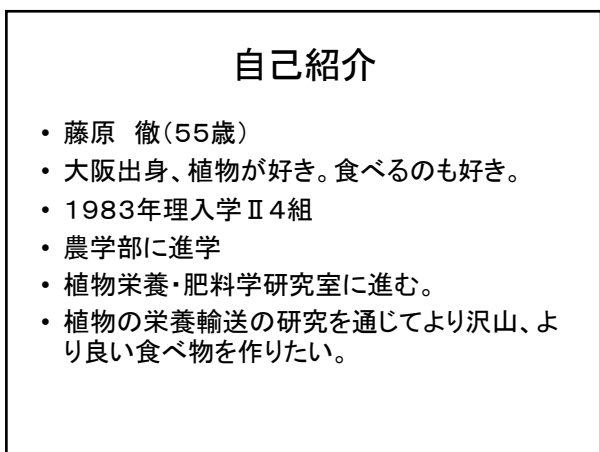 自己紹介
• 藤原　徹（５５歳）
• 大阪出身、植物が好き。食べるのも好き。
• １９８３年理入学Ⅱ４組
• 農学部に進学
• 植物栄養・肥料学研究室に進む。
• 植物の栄養輸送の研究を通じてより沢山、よ
り良い食べ物を作りたい。